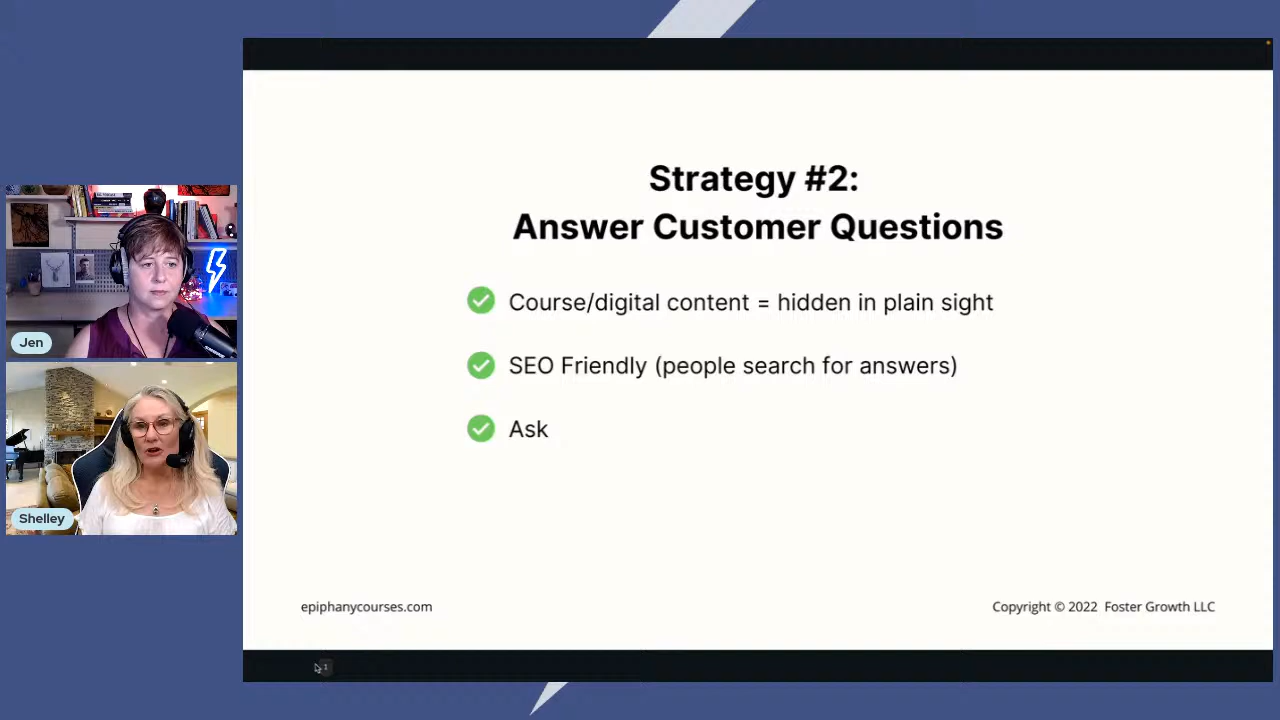 Strategy #2:
Answer Customer Questions
Course/digital content = hidden in plain sight
SEO Friendly (people search for answers)
Ask
epiphanycourses.com
Copyright © 2022 Foster Growth LLC
Jen
Shelley
1